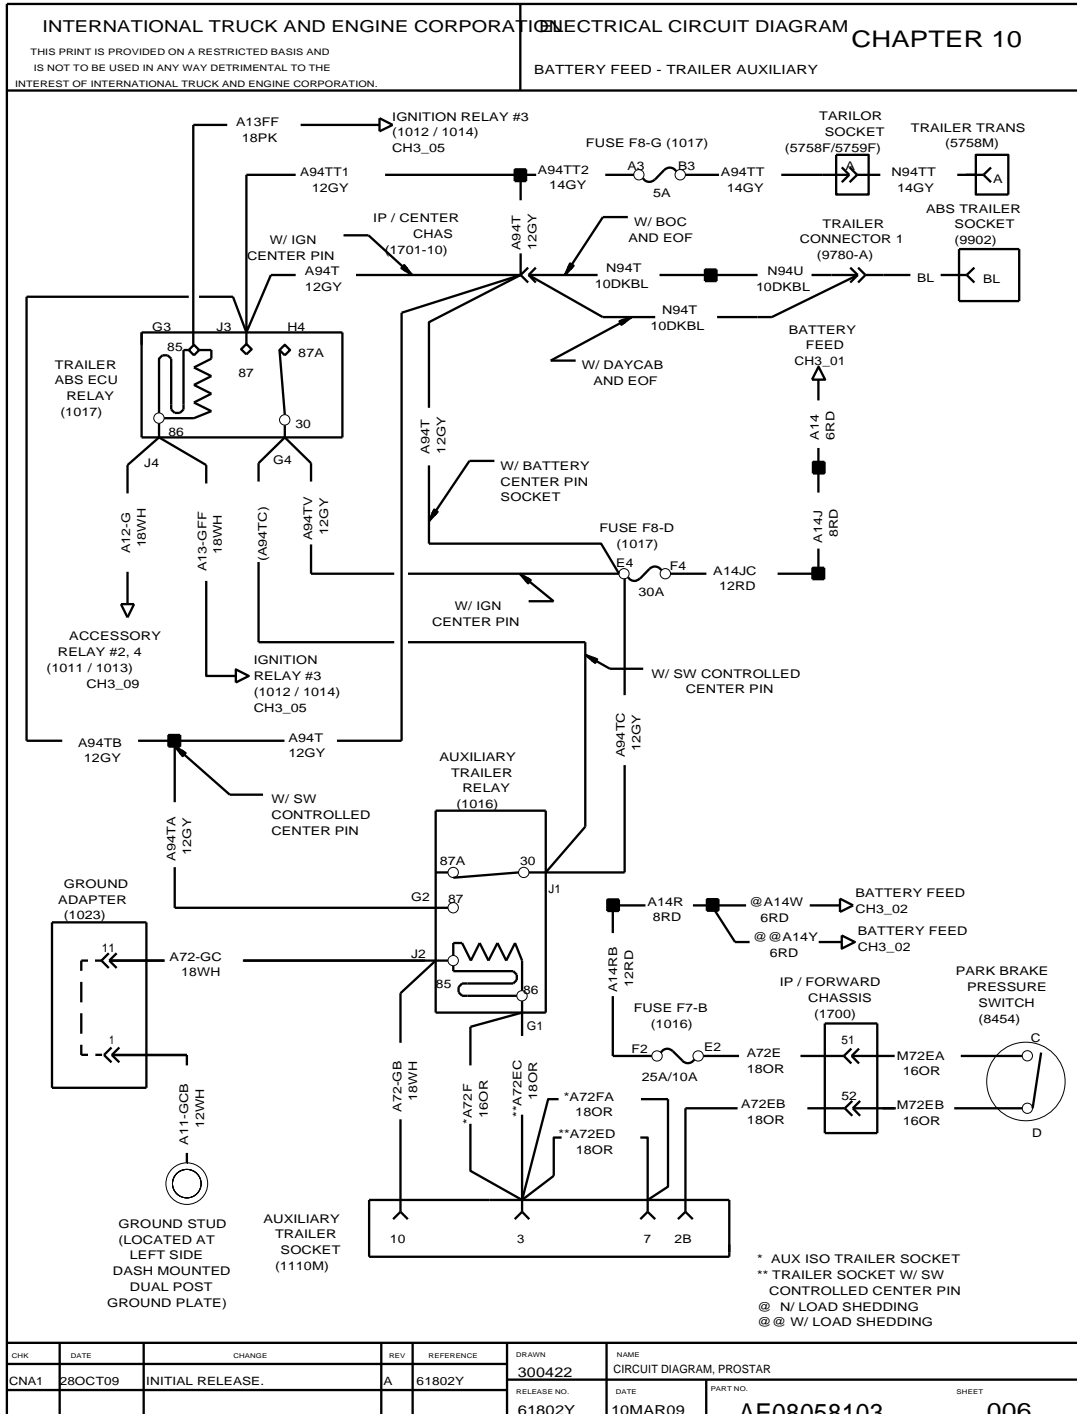 INTERNATIONAL TRUCK AND ENGINE CORPORATION
ELECTRICAL CIRCUIT DIAGRAM
CHAPTER 10
THIS PRINT IS PROVIDED ON A RESTRICTED BASIS AND
IS NOT TO BE USED IN ANY WAY DETRIMENTAL TO THE
INTEREST OF INTERNATIONAL TRUCK AND ENGINE CORPORATION.
BATTERY FEED - TRAILER AUXILIARY
A13FF
18PK
IGNITION RELAY #3
(1012 / 1014)
CH3_05
FUSE F8-G (1017)
TARILOR
SOCKET
(5758F/5759F)
TRAILER TRANS
(5758M)
A94TT1
12GY
A94TT2
14GY
A3
B3
5A
A94TT
14GY
A
N94TT
14GY
A
IP / CENTER
CHAS
(1701-10)
A94T
12GY
W/ BOC
AND EOF
TRAILER
CONNECTOR 1
(9780-A)
ABS TRAILER
SOCKET
(9902)
W/ IGN
CENTER PIN
A94T
12GY
N94T
10DKBL
N94U
10DKBL
BL
BL
N94T
10DKBL
W/ DAYCAB
AND EOF
BATTERY
FEED
CH3_01
G3
J3
H4
85
87
87A
30
86
TRAILER
ABS ECU
RELAY
(1017)
J4
G4
A14
6RD
A94T
12GY
W/ BATTERY
CENTER PIN
SOCKET
A12-G
18WH
A13-GFF
18WH
(A94TC)
A94TV
12GY
A14J
8RD
FUSE F8-D
(1017)
E4
F4
30A
A14JC
12RD
W/ IGN
CENTER PIN
ACCESSORY
RELAY #2, 4
(1011 / 1013)
CH3_09
IGNITION
RELAY #3
(1012 / 1014)
CH3_05
W/ SW CONTROLLED
CENTER PIN
A94TC
12GY
A94TB
12GY
A94T
12GY
W/ SW
CONTROLLED
CENTER PIN
A94TA
12GY
AUXILIARY
TRAILER
RELAY
(1016)
87A
30
J1
G2
87
J2
85
86
G1
GROUND
ADAPTER
(1023)
11
1
A72-GC
18WH
A11-GCB
12WH
A14R
8RD
@A14W
6RD
BATTERY FEED
CH3_02
@@A14Y
6RD
BATTERY FEED
CH3_02
A14RB
12RD
FUSE F7-B
(1016)
F2
E2
25A/10A
A72E
18OR
IP / FORWARD
CHASSIS
(1700)
51
52
M72EA
16OR
M72EB
16OR
A72EB
18OR
PARK BRAKE
PRESSURE
SWITCH
(8454)
C
D
A72-GB
18WH
*A72F
16OR
**A72EC
18OR
*A72FA
18OR
**A72ED
18OR
GROUND STUD
(LOCATED AT
LEFT SIDE
DASH MOUNTED
DUAL POST
GROUND PLATE)
AUXILIARY
TRAILER
SOCKET
(1110M)
10
3
7
2B
* AUX ISO TRAILER SOCKET
** TRAILER SOCKET W/ SW
CONTROLLED CENTER PIN
@ N/ LOAD SHEDDING
@@ W/ LOAD SHEDDING
CHK
DATE
CHANGE
REV
REFERENCE
DRAWN
NAME
CNA1
28OCT09
INITIAL RELEASE.
A
61802Y
300422
CIRCUIT DIAGRAM, PROSTAR
RELEASE NO.
DATE
PART NO.
SHEET
61802Y
10MAR09
AE08058103
006